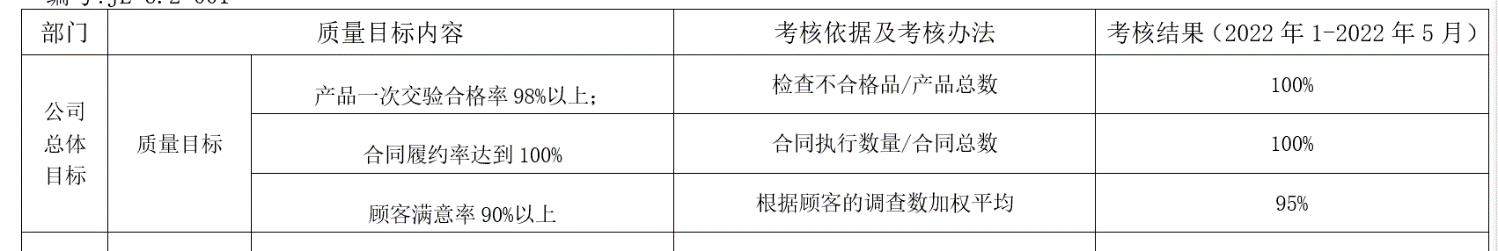 部门 质量目标内容 考核依据及考核办法 考核结果（2022 年 1-2022 年 5 月）
公司总体目标 质量目标 产品一次交验合格率 98%以上； 检查不合格品/产品总数 100%
合同履约率达到 100% 合同执行数量/合同总数 100%
顾客满意率 90%以上 根据顾客的调查数加权平均 95%